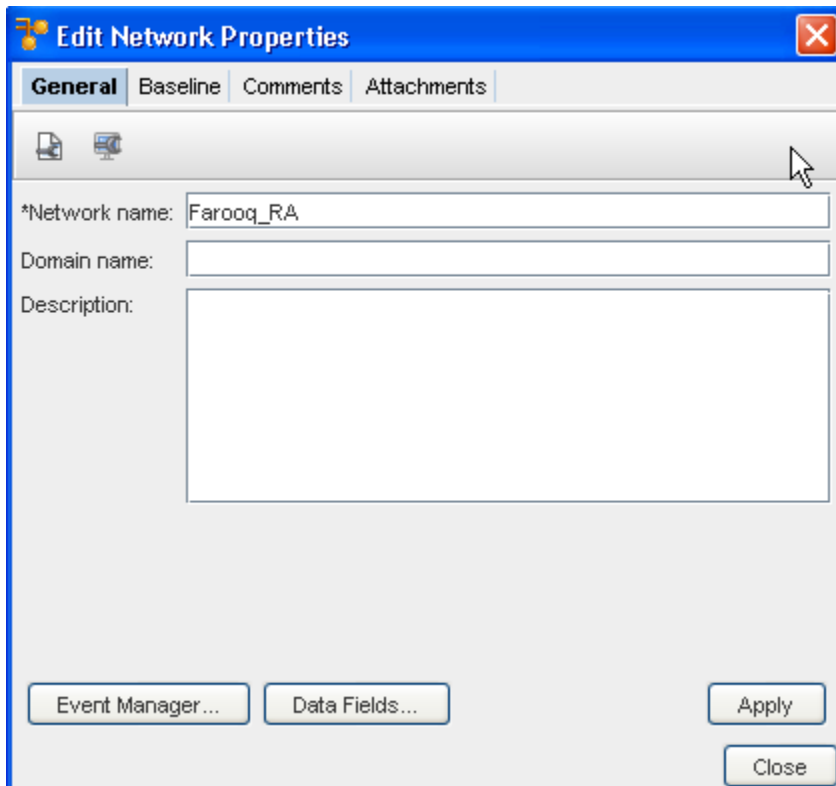 Edit Network Properties
General Baseline Comments Attachments
*Network name: Farooq_RA
Domain name:
Description:
Event Manager... Data Fields... Apply
Close